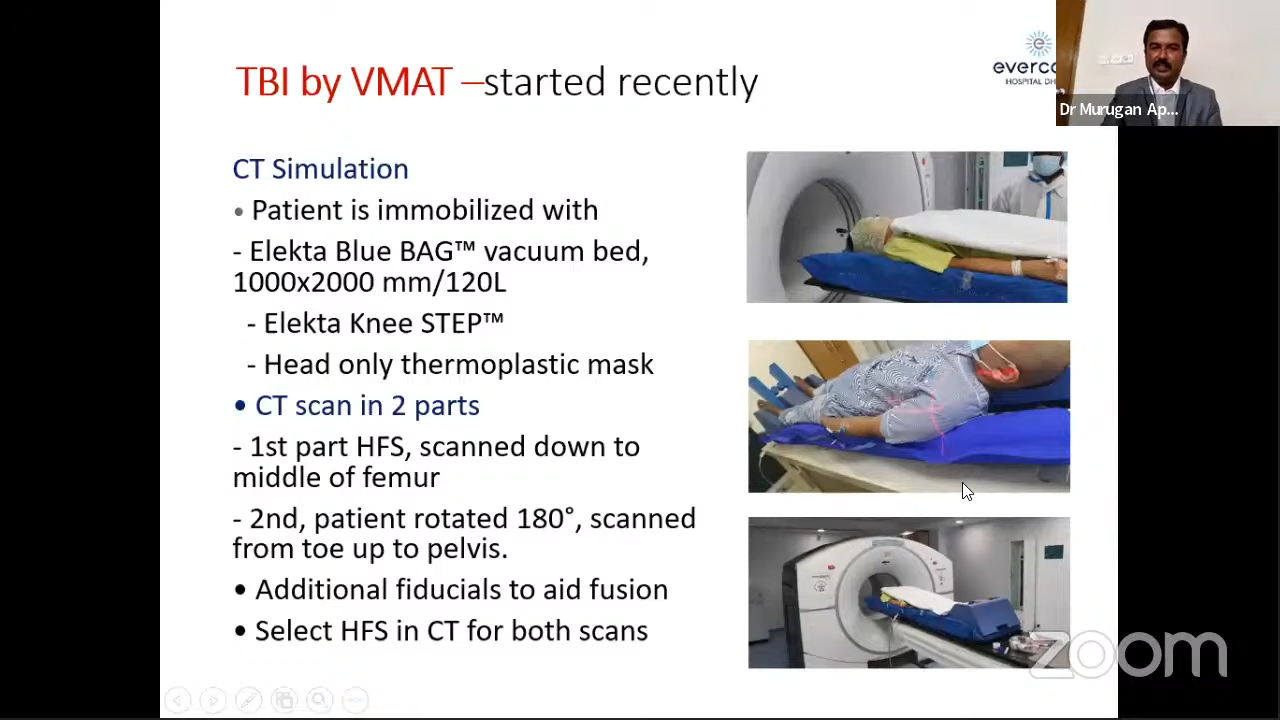 TBI by VMAT –started recently
everca
HOSPITAL DH
Dr Murugan Ap...
CT Simulation
• Patient is immobilized with
- Elekta Blue BAG™ vacuum bed,
1000x2000 mm/120L
- Elekta Knee STEP™
- Head only thermoplastic mask
• CT scan in 2 parts
- 1st part HFS, scanned down to
middle of femur
- 2nd, patient rotated 180°, scanned
from toe up to pelvis.
• Additional fiducials to aid fusion
• Select HFS in CT for both scans
zoom